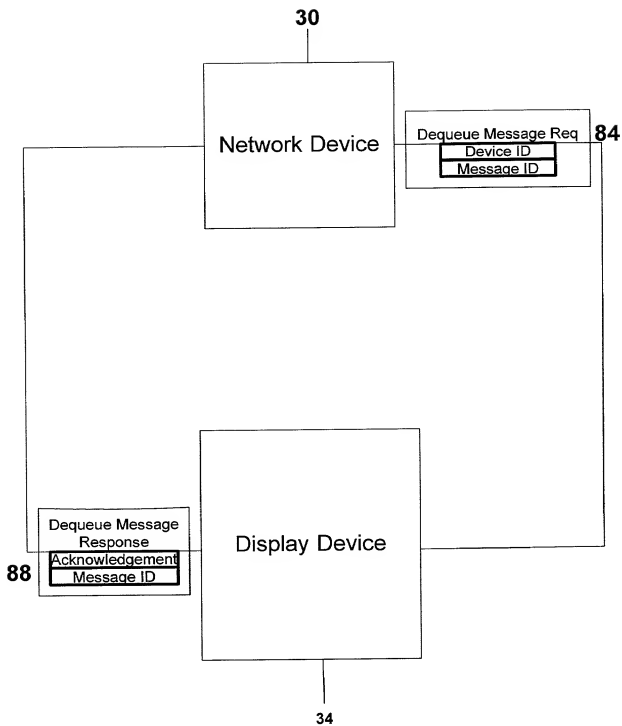 30
Network Device
Dequeue Message Req
84
Device ID
Message ID
Dequeue Message
Response
Acknowledgement
Message ID
88
Display Device
34